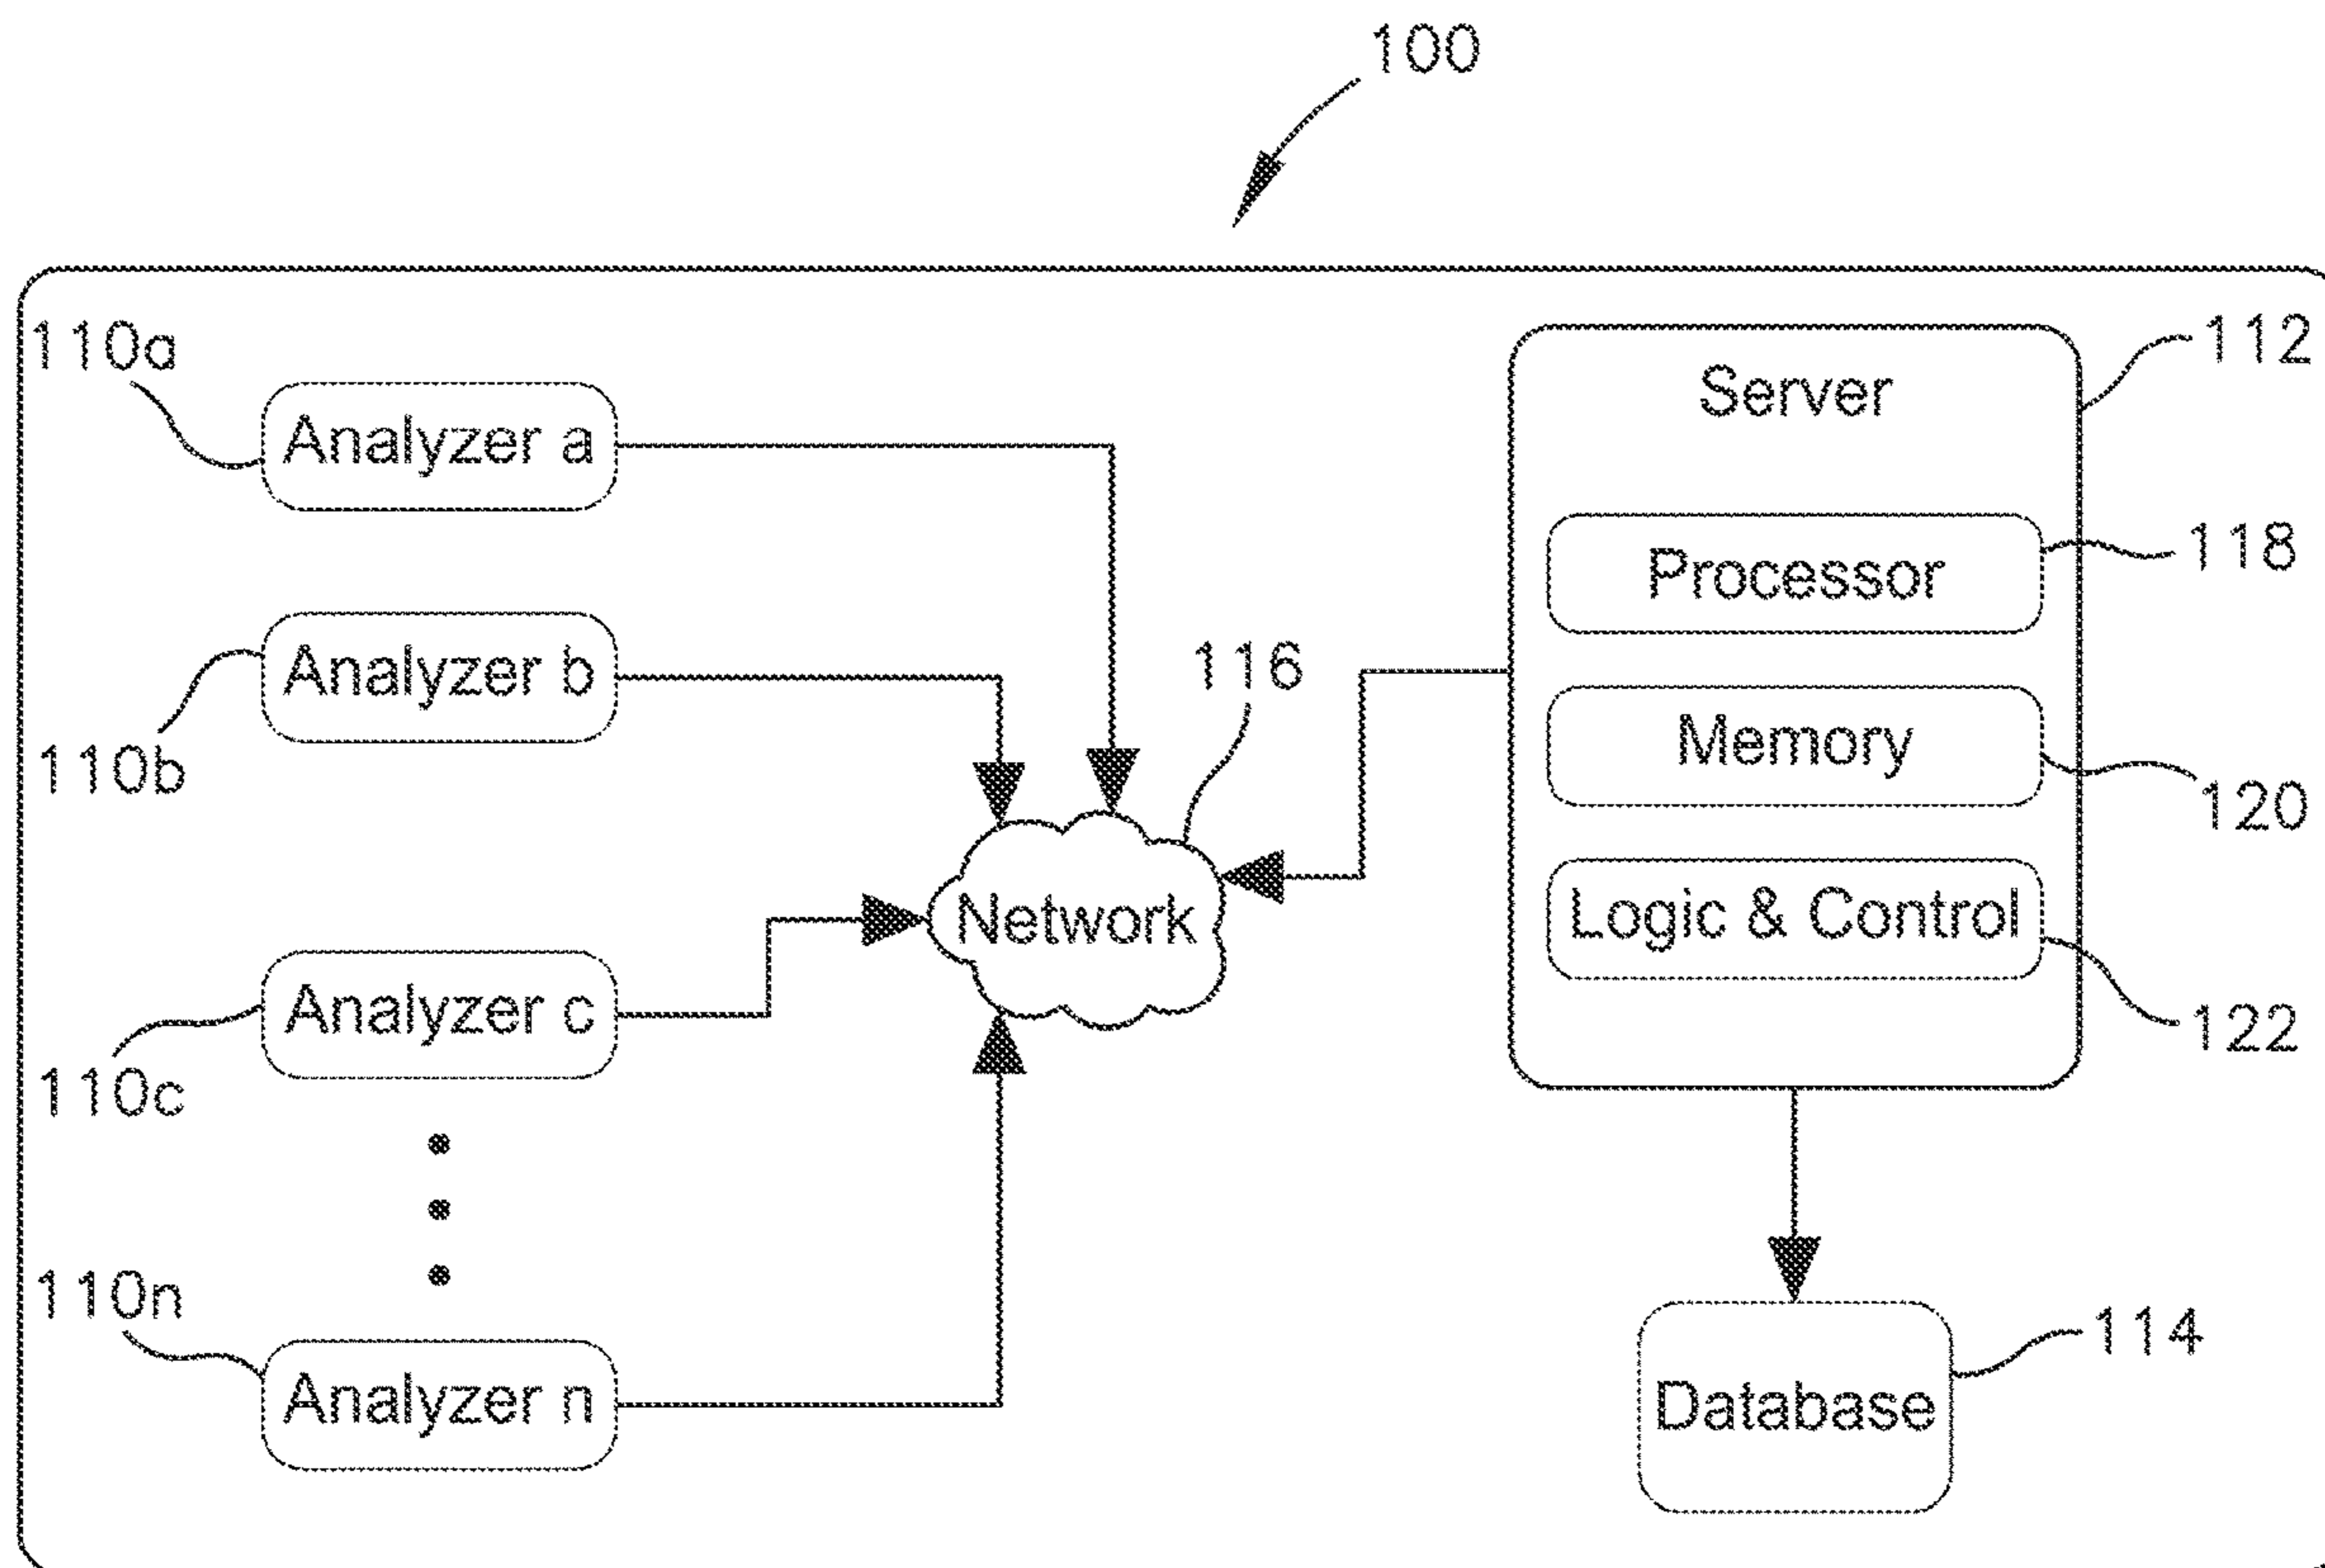 100
110a
Analyzer a
Server
112
Processor
118
Analyzer b
110b
116
Memory
120
Network
Logic & Control
122
Analyzer c
110c
110n
Analyzer n
Database
114